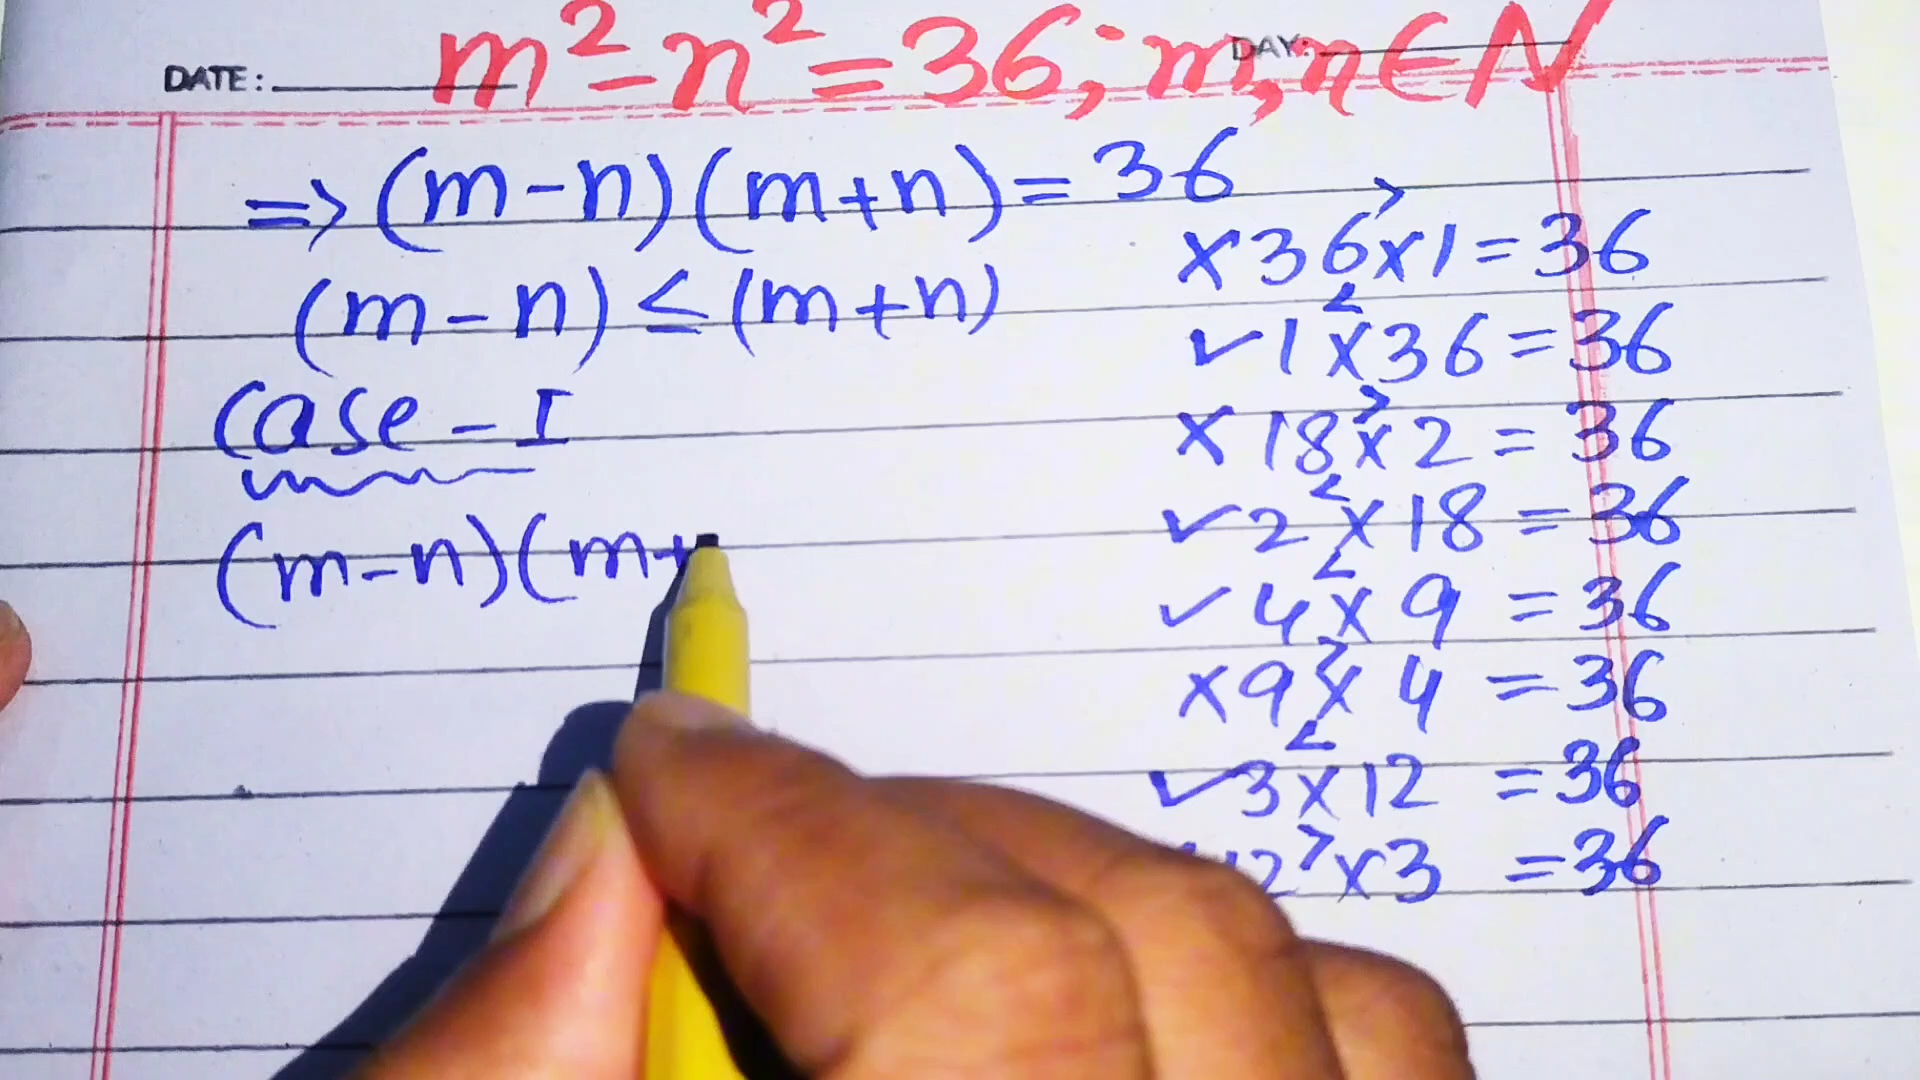 m²-n²=36; m,n∈N
DATE: DAY:
=> (m-n)(m+n)=36
(m-n)≤(m+n)
Case-I
(m-n)(m+
>
×36×1=36
<
✓1×36=36
>
×18×2=36
<
✓2×18=36
<
✓4×9=36
>
×9×4=36
<
✓3×12=36
>
12×3=36